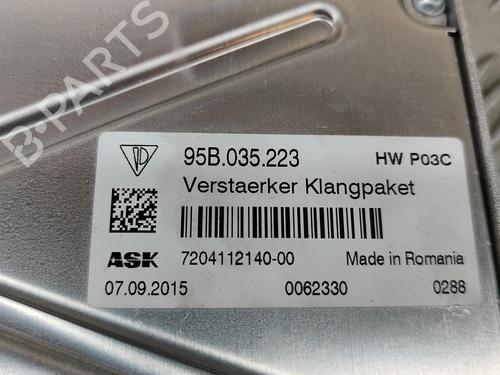 B-PARTS
95B.035.223 HW P03C
Verstaerker Klangpaket
ASK 7204112140-00 Made in Romania
07.09.2015 0062330 0288